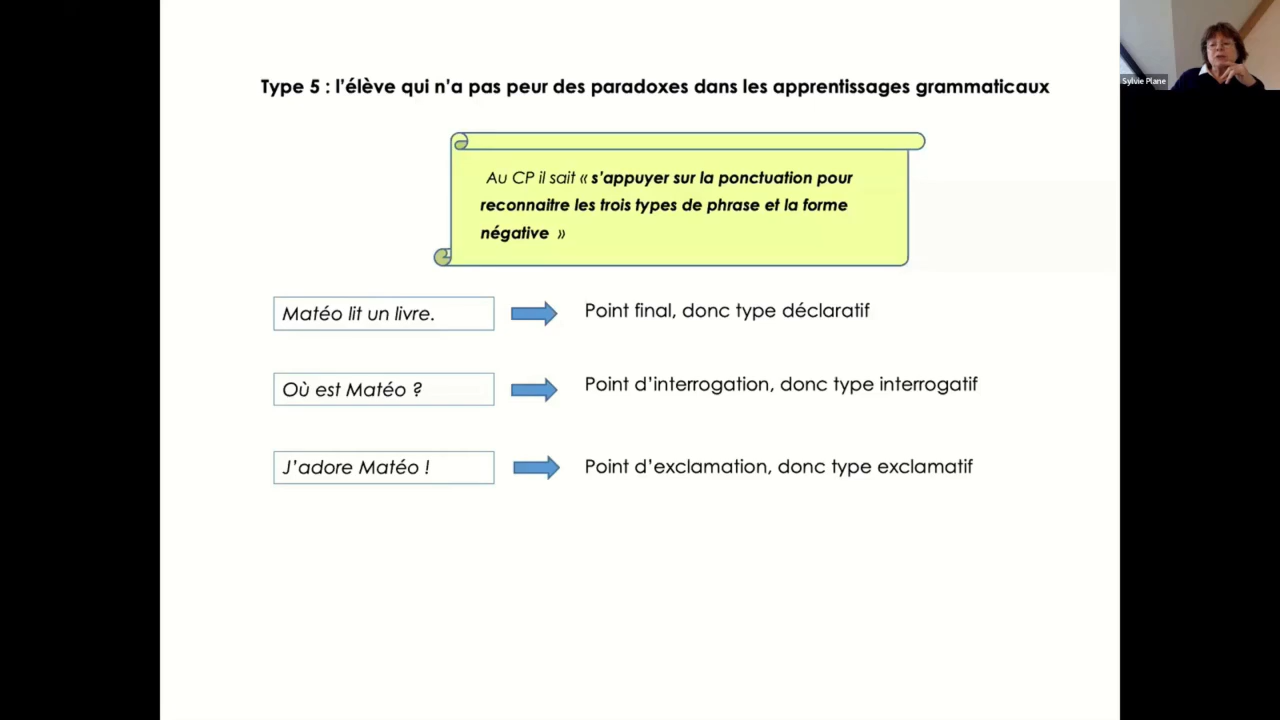 Type 5 : l'élève qui n'a pas peur des paradoxes dans les apprentissages grammaticaux
Sylvie Plane
Au CP il sait « s'appuyer sur la ponctuation pour
reconnaitre les trois types de phrase et la forme
négative »
Matéo lit un livre.
Point final, donc type déclaratif
Où est Matéo ?
Point d'interrogation, donc type interrogatif
J'adore Matéo !
Point d'exclamation, donc type exclamatif